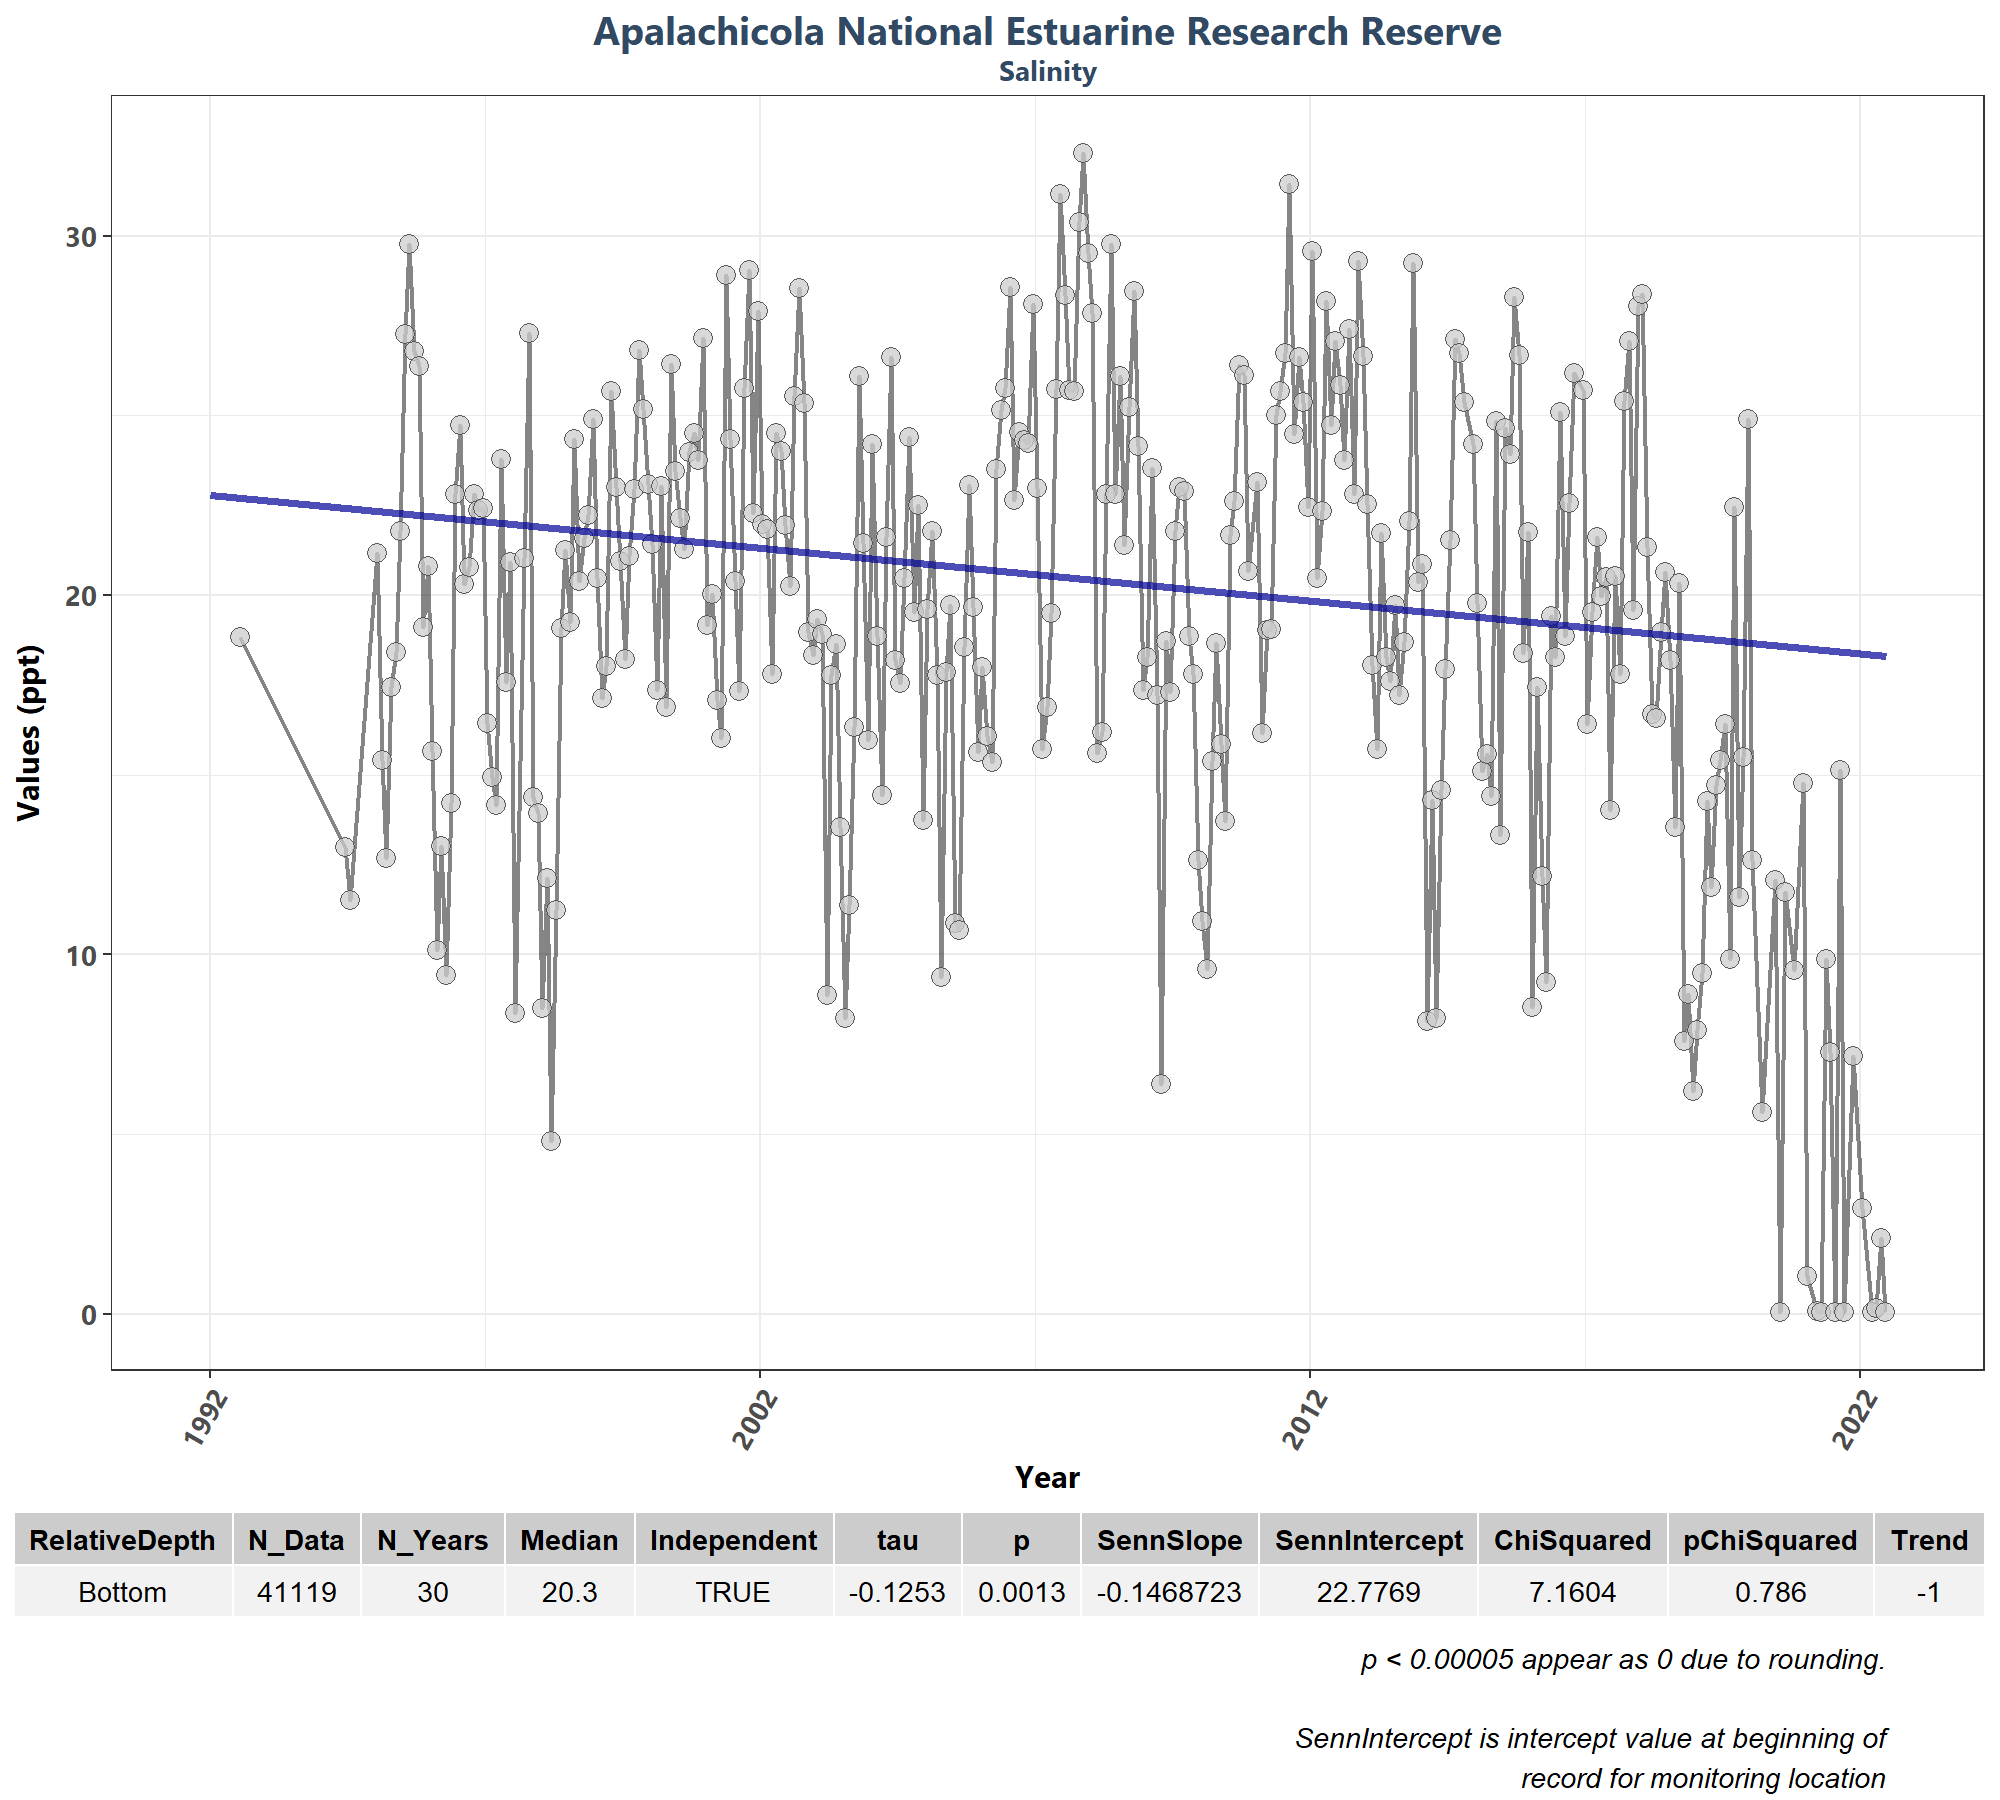 Apalachicola National Estuarine Research Reserve
Salinity
30
20
10
0
Values (ppt)
1992 2002 2012 2022
Year
RelativeDepth N_Data N_Years Median Independent tau p SennSlope SennIntercept ChiSquared pChiSquared Trend
Bottom 41119 30 20.3 TRUE -0.1253 0.0013 -0.1468723 22.7769 7.1604 0.786 -1
p < 0.00005 appear as 0 due to rounding.
SennIntercept is intercept value at beginning of
record for monitoring location